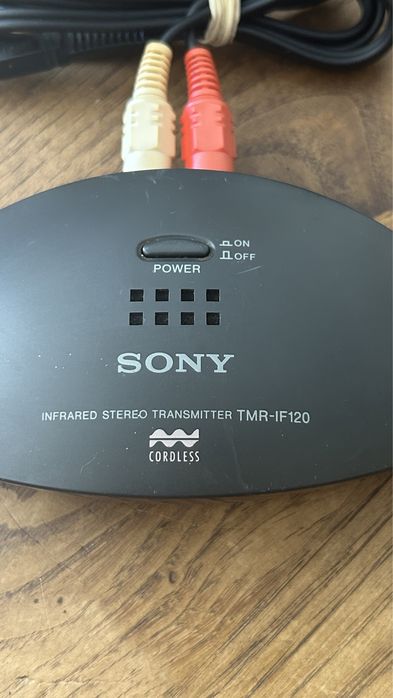 ON
OFF
POWER
SONY
INFRARED STEREO TRANSMITTER TMR-IF120
CORDLESS